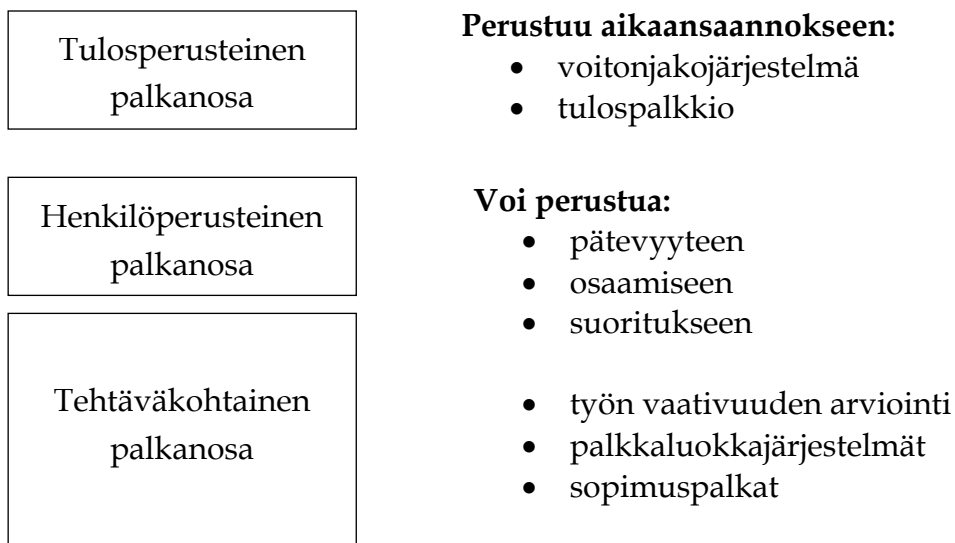 Tulosperusteinen
palkanosa
Perustuu aikaansaannokseen:
• voitonjakojärjestelmä
• tulospalkkio
Henkilöperusteinen
palkanosa
Voi perustua:
• pätevyyteen
• osaamiseen
• suoritukseen
Tehtäväkohtainen
palkanosa
• työn vaativuuden arviointi
• palkkaluokkajärjestelmät
• sopimuspalkat